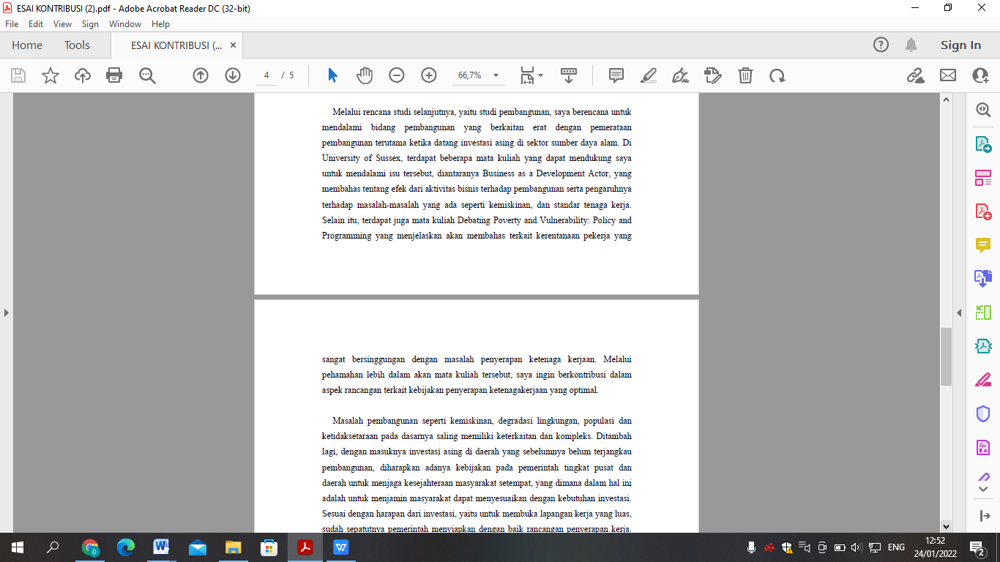 ESAI KONTRIBUSI (2).pdf - Adobe Acrobat Reader DC (32-bit)
File Edit View Sign Window Help
Home Tools ESAI KONTRIBUSI (... × Sign In
4 / 5 66,7%
Melalui rencana studi selanjutnya, yaitu studi pembangunan, saya berencana untuk
mendalami bidang pembangunan yang berkaitan erat dengan pemerataan
pembangunan terutama ketika datang investasi asing di sektor sumber daya alam. Di
University of Sussex, terdapat beberapa mata kuliah yang dapat mendukung saya
untuk mendalami isu tersebut, diantaranya Business as a Development Actor, yang
membahas tentang efek dari aktivitas bisnis terhadap pembangunan serta pengaruhnya
terhadap masalah-masalah yang ada seperti kemiskinan, dan standar tenaga kerja.
Selain itu, terdapat juga mata kuliah Debating Poverty and Vulnerability: Policy and
Programming yang menjelaskan akan membahas terkait kerentanaan pekerja yang
sangat bersinggungan dengan masalah penyerapan ketenaga kerjaan. Melalui
pehamahan lebih dalam akan mata kuliah tersebut, saya ingin berkontribusi dalam
aspek rancangan terkait kebijakan penyerapan ketenagakerjaan yang optimal.
Masalah pembangunan seperti kemiskinan, degradasi lingkungan, populasi dan
ketidaksetaraan pada dasarnya saling memiliki keterkaitan dan kompleks. Ditambah
lagi, dengan masuknya investasi asing di daerah yang sebelumnya belum terjangkau
pembangunan, diharapkan adanya kebijakan pada pemerintah tingkat pusat dan
daerah untuk menjaga kesejahteraan masyarakat setempat, yang dimana dalam hal ini
adalah untuk menjamin masyarakat dapat menyesuaikan dengan kebutuhan investasi.
Sesuai dengan harapan dari investasi, yaitu untuk membuka lapangan kerja yang luas,
sudah sepatutnya pemerintah menyiapkan dengan baik rancangan penyerapan kerja.
ENG 12:52
24/01/2022 2